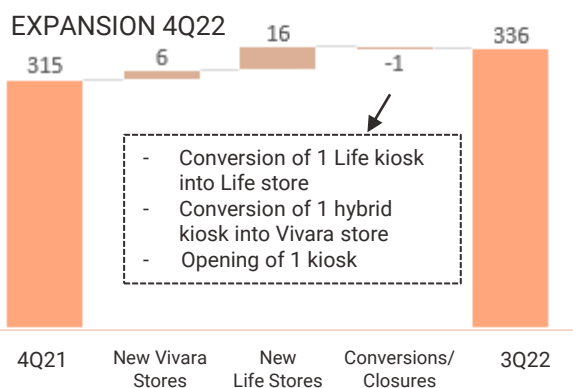 EXPANSION 4Q22
315
6
16
-1
336
- Conversion of 1 Life kiosk
into Life store
- Conversion of 1 hybrid
kiosk into Vivara store
- Opening of 1 kiosk
4Q21
New Vivara
Stores
New
Life Stores
Conversions/
Closures
3Q22